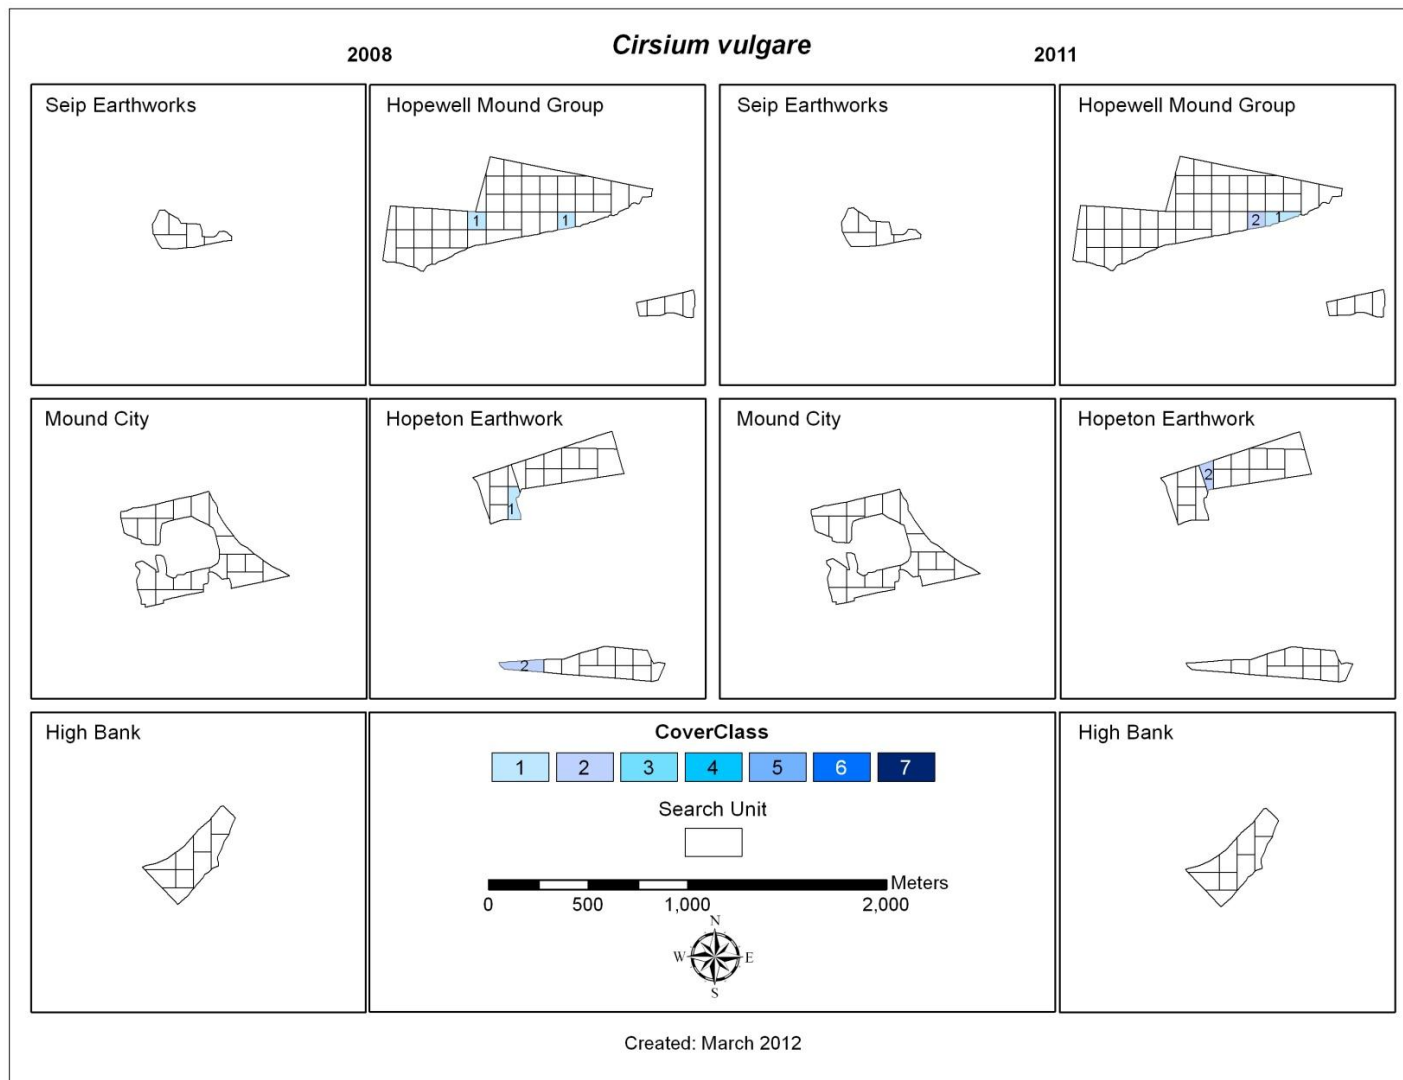 Cirsium vulgare
2008
2011
Seip Earthworks
Hopewell Mound Group
Seip Earthworks
Hopewell Mound Group
1
1
2
1
Mound City
Hopeton Earthwork
Mound City
Hopeton Earthwork
2
1
2
High Bank
High Bank
CoverClass
1 2 3 4 5 6 7
Search Unit
Meters
0 500 1,000 2,000
N
W E
S
Created: March 2012